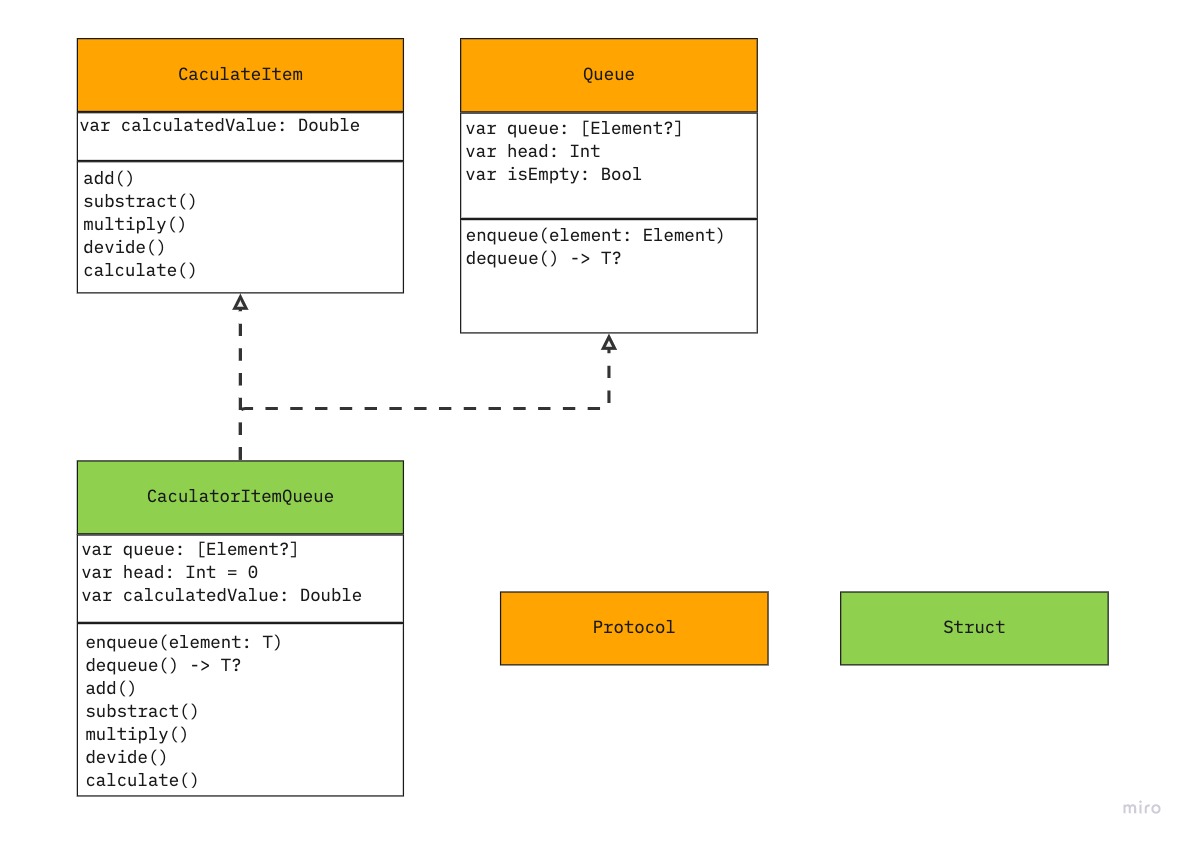 CaculateItem
var calculatedValue: Double
add()
substract()
multiply()
devide()
calculate()
Queue
var queue: [Element?]
var head: Int
var isEmpty: Bool
enqueue(element: Element)
dequeue() -> T?
CaculatorItemQueue
var queue: [Element?]
var head: Int = 0
var calculatedValue: Double
enqueue(element: T)
dequeue() -> T?
add()
substract()
multiply()
devide()
calculate()
Protocol
Struct
miro